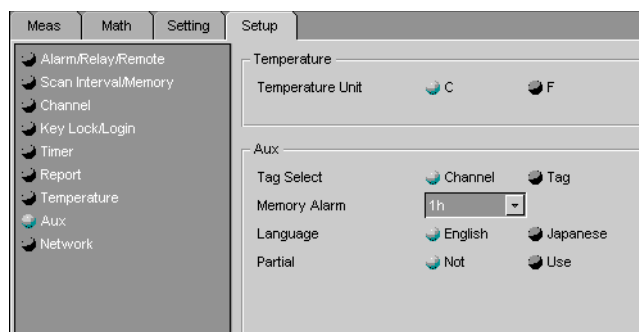 Meas Math Setting Setup
Alarm/Relay/Remote
Scan Interval/Memory
Channel
Key Lock/Login
Timer
Report
Temperature
Aux
Network
Temperature
Temperature Unit C F
Aux
Tag Select Channel Tag
Memory Alarm 1h
Language English Japanese
Partial Not Use